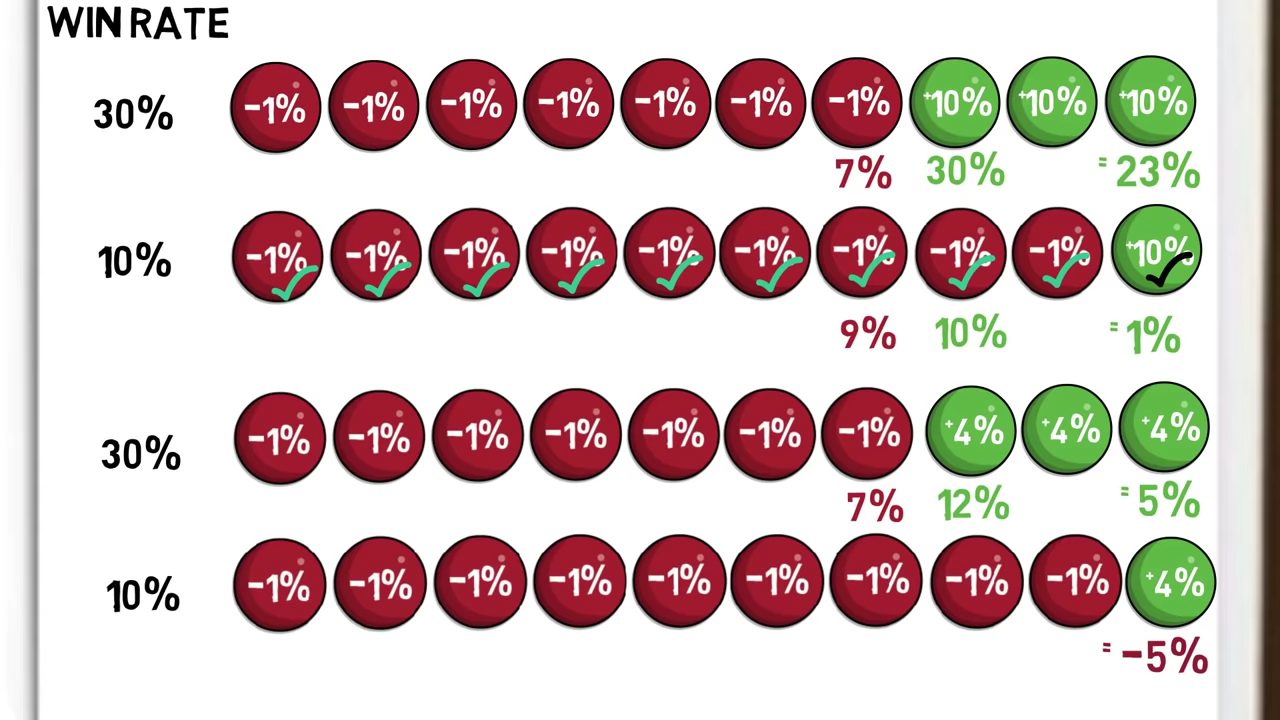 WIN RATE
30% -1% -1% -1% -1% -1% -1% -1% +10% +10% +10%
7% 30% = 23%
10% -1% -1% -1% -1% -1% -1% -1% -1% -1% +10%
9% 10% = 1%
30% -1% -1% -1% -1% -1% -1% -1% +4% +4% +4%
7% 12% = 5%
10% -1% -1% -1% -1% -1% -1% -1% -1% -1% +4%
= -5%